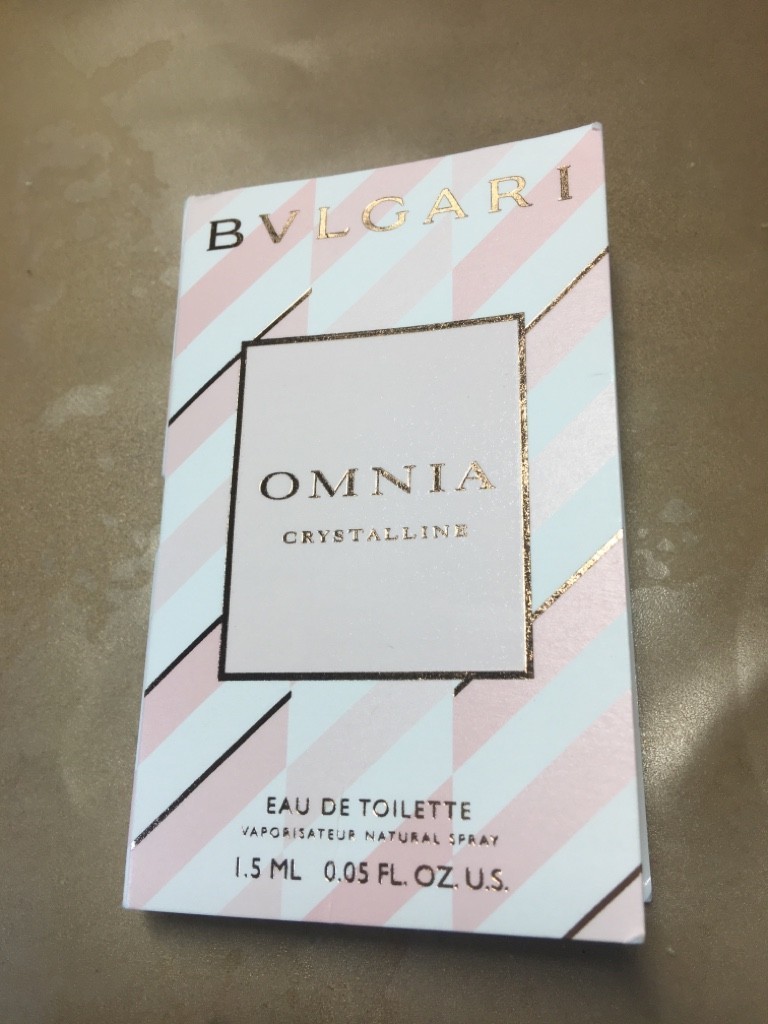 BVLGARI
OMNIA
CRYSTALLINE
EAU DE TOILETTE
VAPORISATEUR NATURAL SPRAY
1.5 ML 0.05 FL. OZ. U.S.